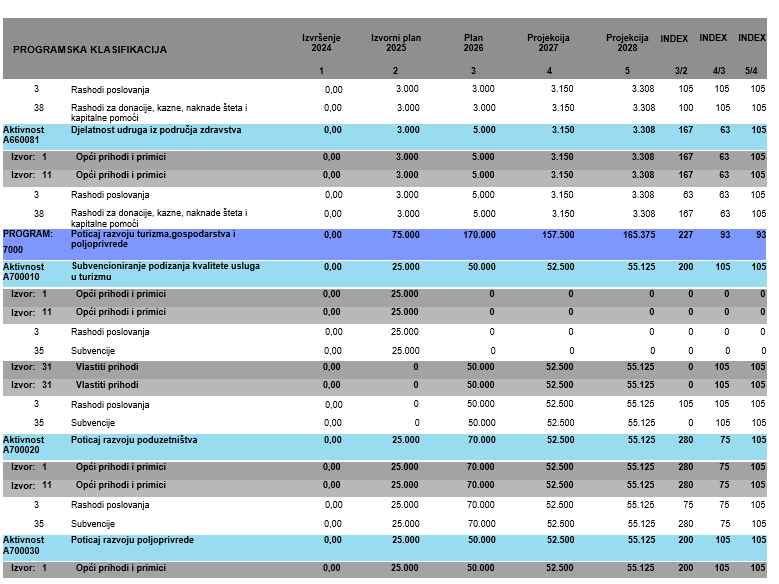 PROGRAMSKA KLASIFIKACIJA Izvršenje 2024 Izvorni plan 2025 Plan 2026 Projekcija 2027 Projekcija 2028 INDEX INDEX INDEX
1 2 3 4 5 3/2 4/3 5/4
3 Rashodi poslovanja 0,00 3.000 3.000 3.150 3.308 105 105 105
38 Rashodi za donacije, kazne, naknade šteta i 0,00 3.000 3.000 3.150 3.308 100 100 105
kapitalne pomoći
Aktivnost Djelatnost udruga iz područja zdravstva 0,00 3.000 5.000 3.150 3.308 167 63 105
A660081
Izvor: 1 Opći prihodi i primici 0,00 3.000 5.000 3.150 3.308 167 63 105
Izvor: 11 Opći prihodi i primici 0,00 3.000 5.000 3.150 3.308 167 63 105
3 Rashodi poslovanja 0,00 3.000 5.000 3.150 3.308 63 63 105
38 Rashodi za donacije, kazne, naknade šteta i 0,00 3.000 5.000 3.150 3.308 167 63 105
kapitalne pomoći
PROGRAM: Poticaj razvoju turizma,gospodarstva i 0,00 75.000 170.000 157.500 165.375 227 93 93
7000 poljoprivrede
Aktivnost Subvencioniranje podizanja kvalitete usluga 0,00 25.000 50.000 52.500 55.125 200 105 105
A700010 u turizmu
Izvor: 1 Opći prihodi i primici 0,00 25.000 0 0 0 0 0 0
Izvor: 11 Opći prihodi i primici 0,00 25.000 0 0 0 0 0 0
3 Rashodi poslovanja 0,00 25.000 0 0 0 0 0 0
35 Subvencije 0,00 25.000 0 0 0 0 0 0
Izvor: 31 Vlastiti prihodi 0,00 0 50.000 52.500 55.125 0 105 105
Izvor: 31 Vlastiti prihodi 0,00 0 50.000 52.500 55.125 0 105 105
3 Rashodi poslovanja 0,00 0 50.000 52.500 55.125 105 105 105
35 Subvencije 0,00 0 50.000 52.500 55.125 0 105 105
Aktivnost Poticaj razvoju poduzetništva 0,00 25.000 70.000 52.500 55.125 280 75 105
A700020
Izvor: 1 Opći prihodi i primici 0,00 25.000 70.000 52.500 55.125 280 75 105
Izvor: 11 Opći prihodi i primici 0,00 25.000 70.000 52.500 55.125 280 75 105
3 Rashodi poslovanja 0,00 25.000 70.000 52.500 55.125 75 75 105
35 Subvencije 0,00 25.000 70.000 52.500 55.125 280 75 105
Aktivnost Poticaj razvoju poljoprivrede 0,00 25.000 50.000 52.500 55.125 200 105 105
A700030
Izvor: 1 Opći prihodi i primici 0,00 25.000 50.000 52.500 55.125 200 105 105